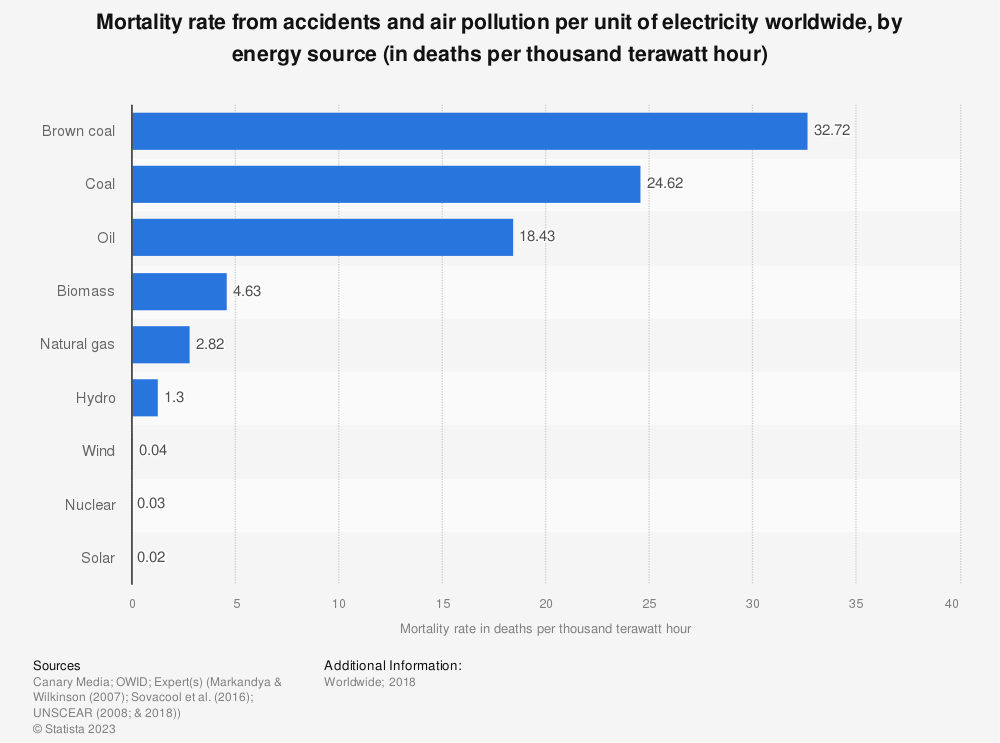 Mortality rate from accidents and air pollution per unit of electricity worldwide, by
energy source (in deaths per thousand terawatt hour)
Brown coal 32.72
Coal 24.62
Oil 18.43
Biomass 4.63
Natural gas 2.82
Hydro 1.3
Wind 0.04
Nuclear 0.03
Solar 0.02
0 5 10 15 20 25 30 35 40
Mortality rate in deaths per thousand terawatt hour
Sources
Canary Media; OWID; Expert(s) (Markandya &
Wilkinson (2007); Sovacool et al. (2016);
UNSCEAR (2008; & 2018))
© Statista 2023
Additional Information:
Worldwide; 2018